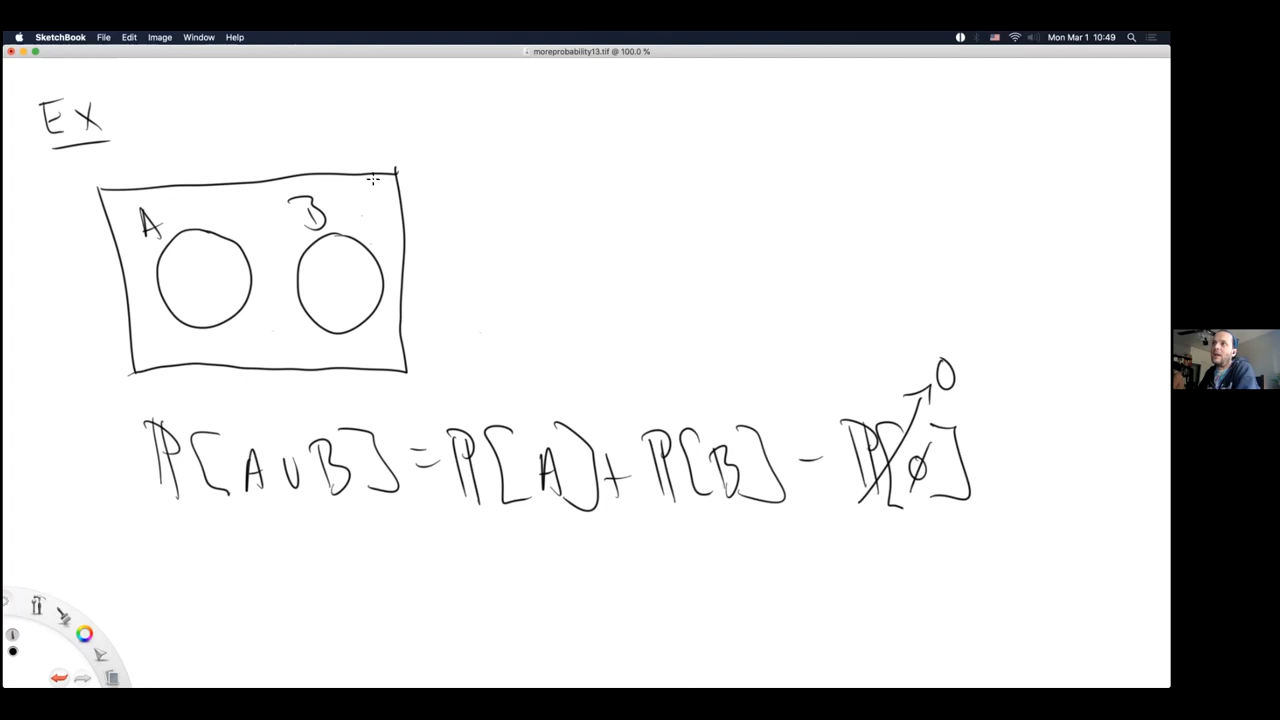 SketchBook File Edit Image Window Help Mon Mar 1 10:49
moreprobability13.tif @ 100.0 %
Ex
A B
0
ℙ[A∪B] = ℙ[A] + ℙ[B] - ℙ[∅]